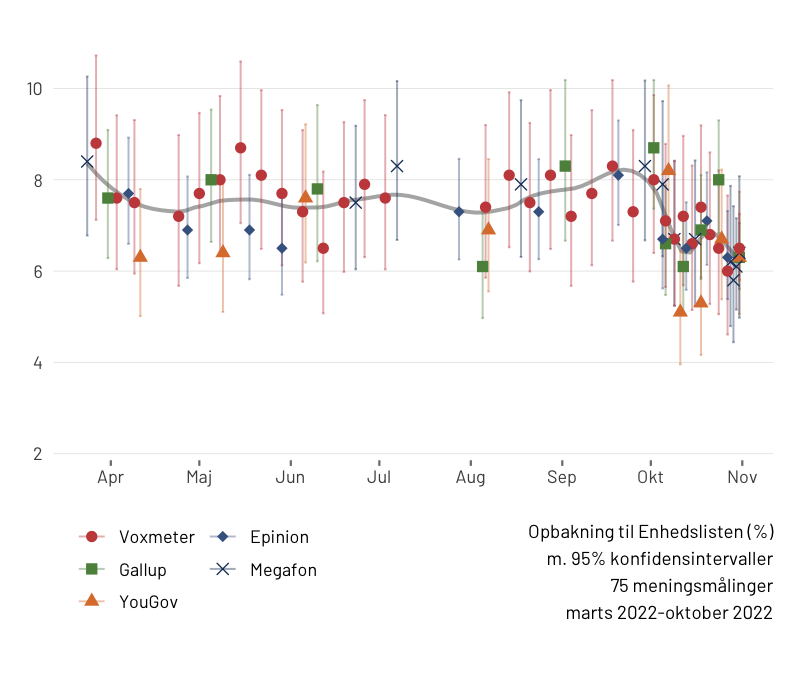 10
8
6
4
2
Apr Maj Jun Jul Aug Sep Okt Nov
Voxmeter Epinion
Gallup Megafon
YouGov
Opbakning til Enhedslisten (%)
m. 95% konfidensintervaller
75 meningsmålinger
marts 2022-oktober 2022